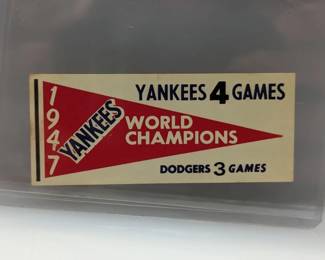 YANKEES 4 GAMES
1947
YANKEES
WORLD
CHAMPIONS
DODGERS 3 GAMES